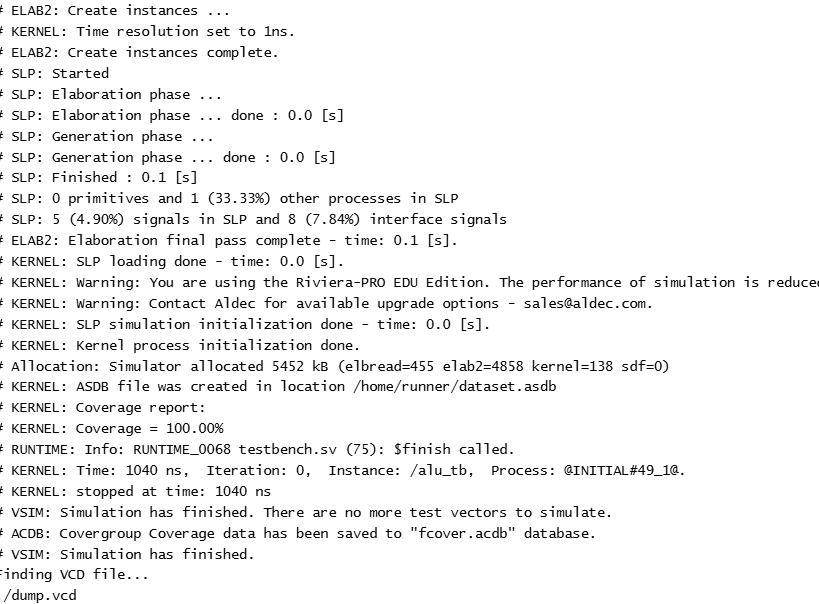 # ELAB2: Create instances ...
# KERNEL: Time resolution set to 1ns.
# ELAB2: Create instances complete.
# SLP: Started
# SLP: Elaboration phase ...
# SLP: Elaboration phase ... done : 0.0 [s]
# SLP: Generation phase ...
# SLP: Generation phase ... done : 0.0 [s]
# SLP: Finished : 0.1 [s]
# SLP: 0 primitives and 1 (33.33%) other processes in SLP
# SLP: 5 (4.90%) signals in SLP and 8 (7.84%) interface signals
# ELAB2: Elaboration final pass complete - time: 0.1 [s].
# KERNEL: SLP loading done - time: 0.0 [s].
# KERNEL: Warning: You are using the Riviera-PRO EDU Edition. The performance of simulation is reduced
# KERNEL: Warning: Contact Aldec for available upgrade options - sales@aldec.com.
# KERNEL: SLP simulation initialization done - time: 0.0 [s].
# KERNEL: Kernel process initialization done.
# Allocation: Simulator allocated 5452 kB (elbread=455 elab2=4858 kernel=138 sdf=0)
# KERNEL: ASDB file was created in location /home/runner/dataset.asdb
# KERNEL: Coverage report:
# KERNEL: Coverage = 100.00%
# RUNTIME: Info: RUNTIME_0068 testbench.sv (75): $finish called.
# KERNEL: Time: 1040 ns,  Iteration: 0,  Instance: /alu_tb,  Process: @INITIAL#49_1@.
# KERNEL: stopped at time: 1040 ns
# VSIM: Simulation has finished. There are no more test vectors to simulate.
# ACDB: Covergroup Coverage data has been saved to "fcover.acdb" database.
# VSIM: Simulation has finished.
Finding VCD file...
./dump.vcd